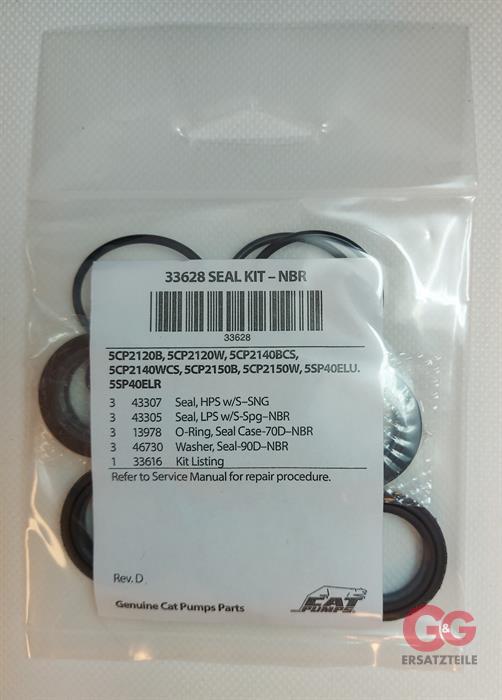 33628 SEAL KIT – NBR
33628
5CP2120B, 5CP2120W, 5CP2140BCS,
5CP2140WCS, 5CP2150B, 5CP2150W, 5SP40ELU.
5SP40ELR
3 43307 Seal, HPS w/S–SNG
3 43305 Seal, LPS w/S-Spg–NBR
3 13978 O-Ring, Seal Case-70D–NBR
3 46730 Washer, Seal-90D–NBR
1 33616 Kit Listing
Refer to Service Manual for repair procedure.
Rev. D
Genuine Cat Pumps Parts
CAT
PUMPS
G&G
ERSATZTEILE